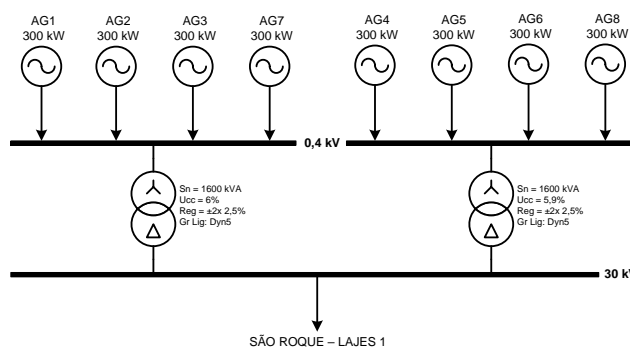 AG1 AG2 AG3 AG7 AG4 AG5 AG6 AG8
300 kW 300 kW 300 kW 300 kW 300 kW 300 kW 300 kW 300 kW
0,4 kV
Sn = 1600 kVA
Ucc = 6%
Reg = ±2x 2,5%
Gr Lig: Dyn5
Sn = 1600 kVA
Ucc = 5,9%
Reg = ±2x 2,5%
Gr Lig: Dyn5
30 kV
SÃO ROQUE – LAJES 1